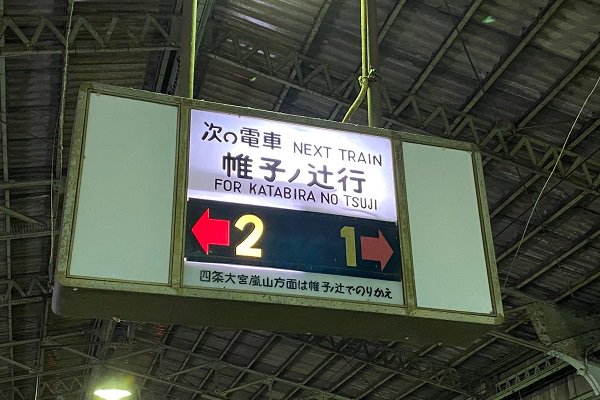 次の電車 NEXT TRAIN
帷子ノ辻行
FOR KATABIRA NO TSUJI
2 1
四条大宮嵐山方面は帷子ノ辻でのりかえ